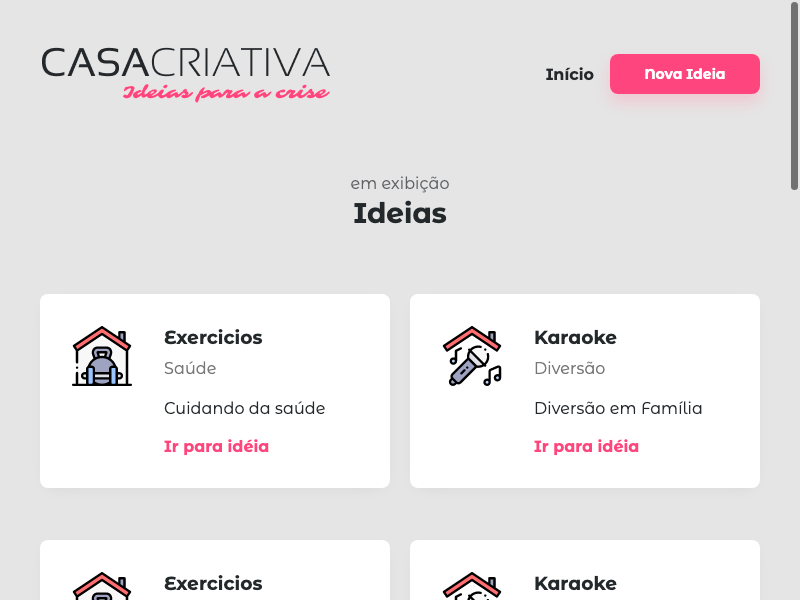 CASACRIATIVA
Ideias para a crise
Início
Nova Ideia
em exibição
Ideias
Exercicios
Saúde
Cuidando da saúde
Ir para idéia
Karaoke
Diversão
Diversão em Família
Ir para idéia
Exercicios
Karaoke